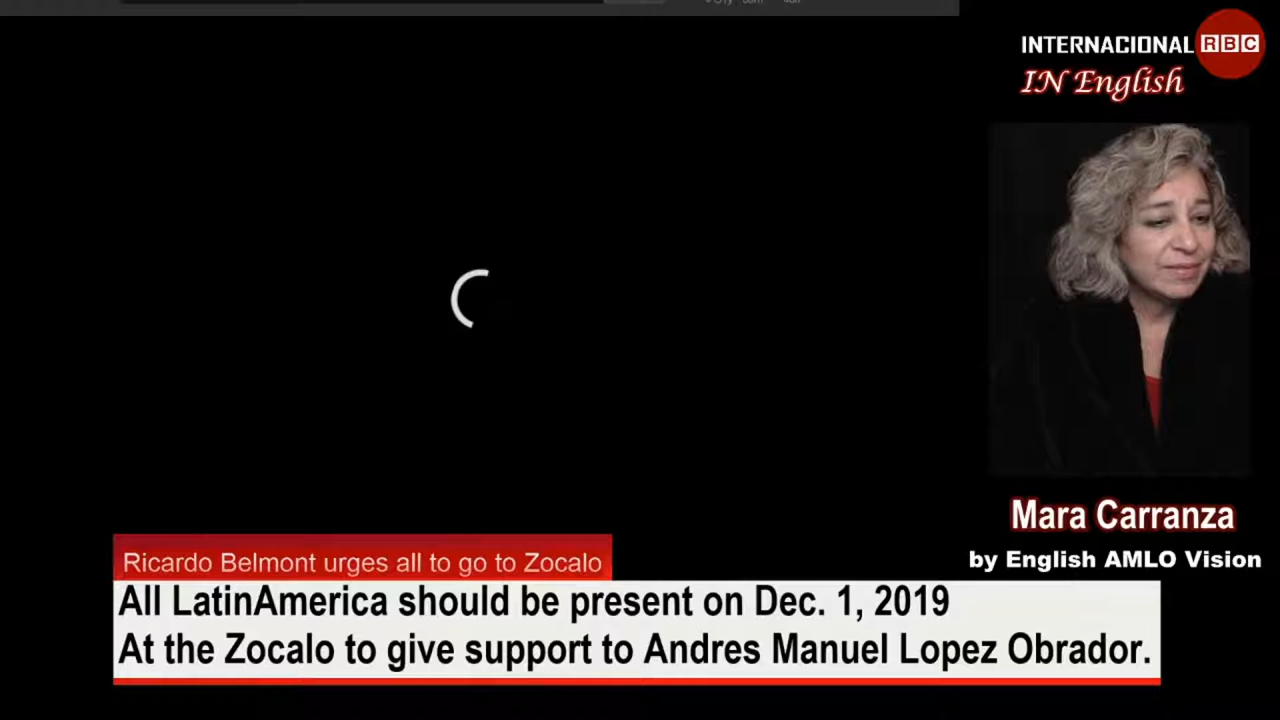 INTERNACIONAL RBC
IN English
Mara Carranza
by English AMLO Vision
Ricardo Belmont urges all to go to Zocalo
All LatinAmerica should be present on Dec. 1, 2019
At the Zocalo to give support to Andres Manuel Lopez Obrador.